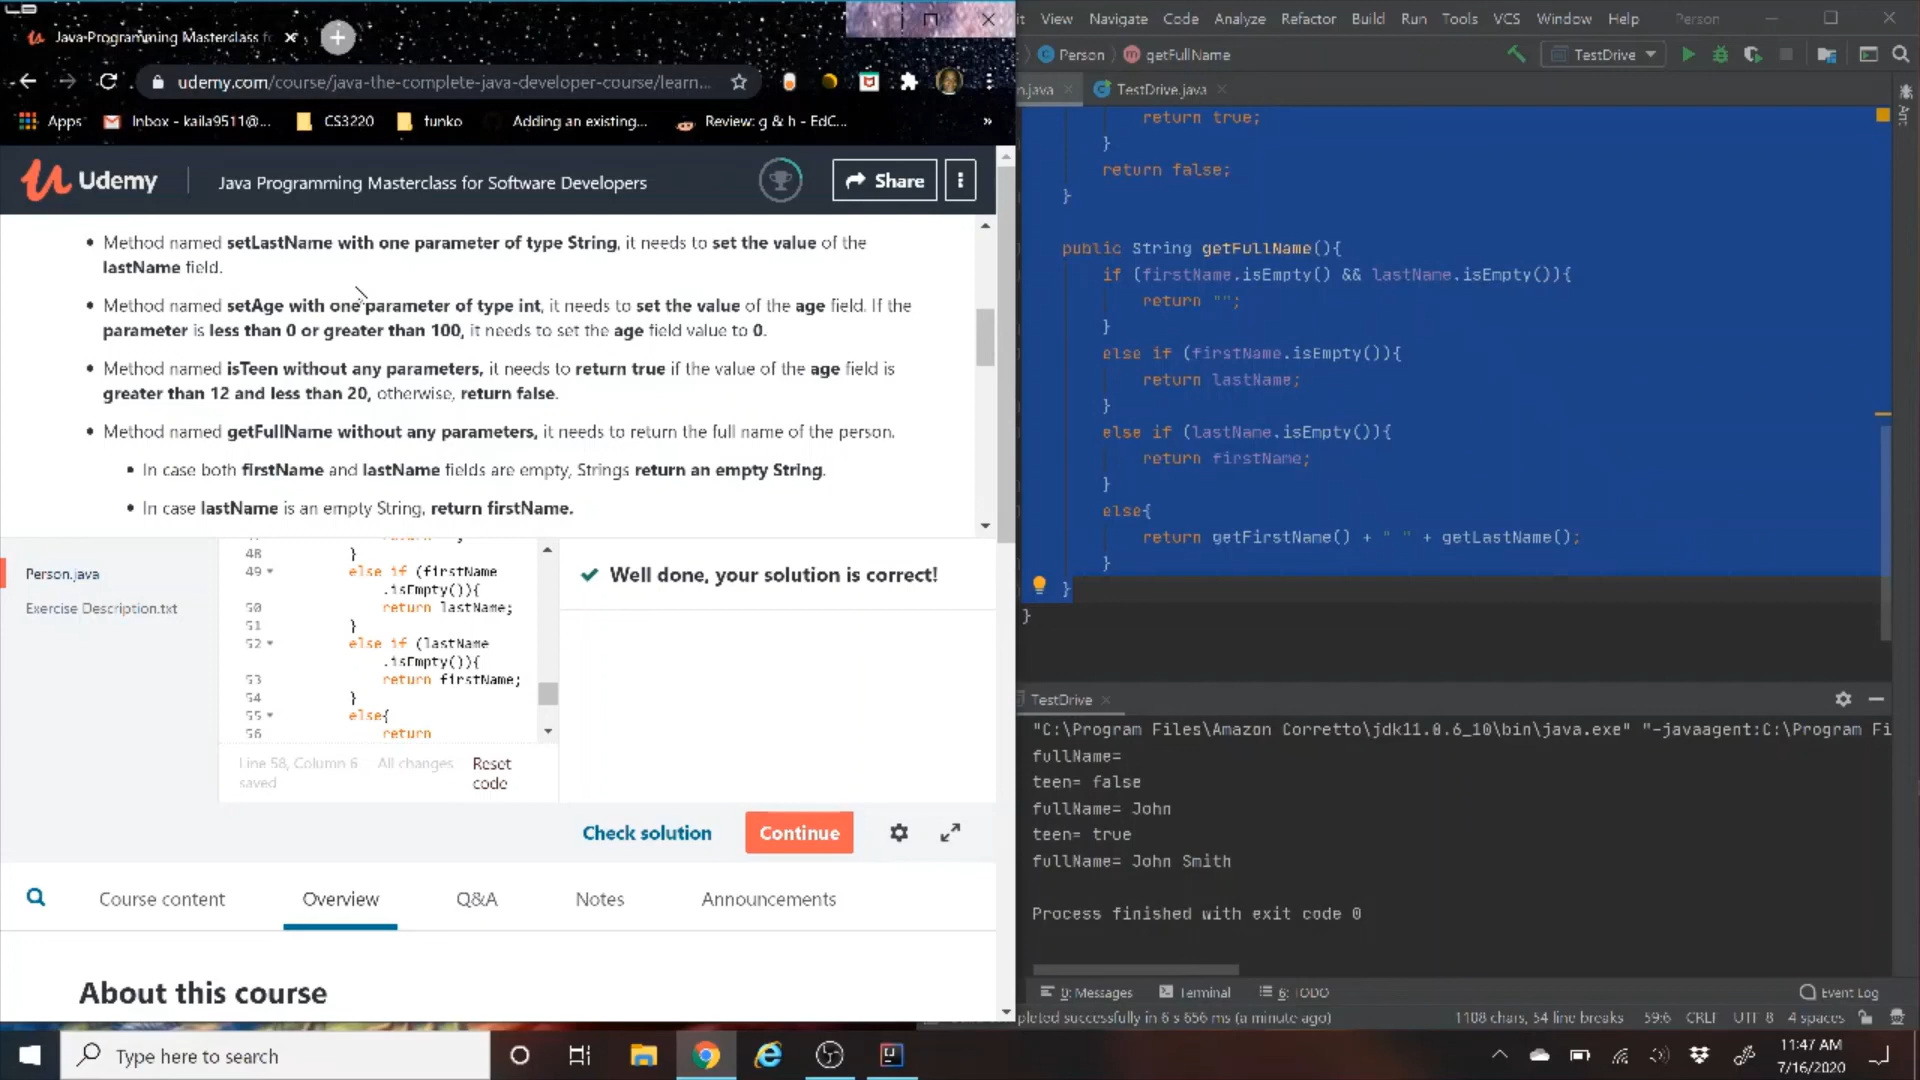 Java-Programming Masterclass f
udemy.com/course/java-the-complete-java-developer-course/learn...
Apps
Inbox - kaila9511@...
CS3220
funko
Adding an existing...
Review: g & h - EdC...
»
Udemy
Java Programming Masterclass for Software Developers
Share
Method named setLastName with one parameter of type String, it needs to set the value of the
lastName field.
Method named setAge with one parameter of type int, it needs to set the value of the age field. If the
parameter is less than 0 or greater than 100, it needs to set the age field value to 0.
Method named isTeen without any parameters, it needs to return true if the value of the age field is
greater than 12 and less than 20, otherwise, return false.
Method named getFullName without any parameters, it needs to return the full name of the person.
In case both firstName and lastName fields are empty, Strings return an empty String.
In case lastName is an empty String, return firstName.
Person.java
Exercise Description.txt
48 }
49 else if (firstName
.isEmpty()){
50 return lastName;
51 }
52 else if (lastName
.isEmpty()){
53 return firstName;
54 }
55 else{
56 return
Line 58, Column 6
saved
All changes
Reset
code
Well done, your solution is correct!
Check solution
Continue
Course content
Overview
Q&A
Notes
Announcements
About this course
it View Navigate Code Analyze Refactor Build Run Tools VCS Window Help Person
Person
getFullName
TestDrive
n.java
TestDrive.java
return true;
}
return false;
}
public String getFullName(){
if (firstName.isEmpty() && lastName.isEmpty()){
return "";
}
else if (firstName.isEmpty()){
return lastName;
}
else if (lastName.isEmpty()){
return firstName;
}
else{
return getFirstName() + " " + getLastName();
}
}
}
TestDrive
"C:\Program Files\Amazon Corretto\jdk11.0.6_10\bin\java.exe" "-javaagent:C:\Program Fi
fullName=
teen= false
fullName= John
teen= true
fullName= John Smith
Process finished with exit code 0
0: Messages
Terminal
6: TODO
Event Log
pleted successfully in 6 s 656 ms (a minute ago)
1108 chars, 54 line breaks
59:6
CRLF
UTF-8
4 spaces
Type here to search
11:47 AM
7/16/2020